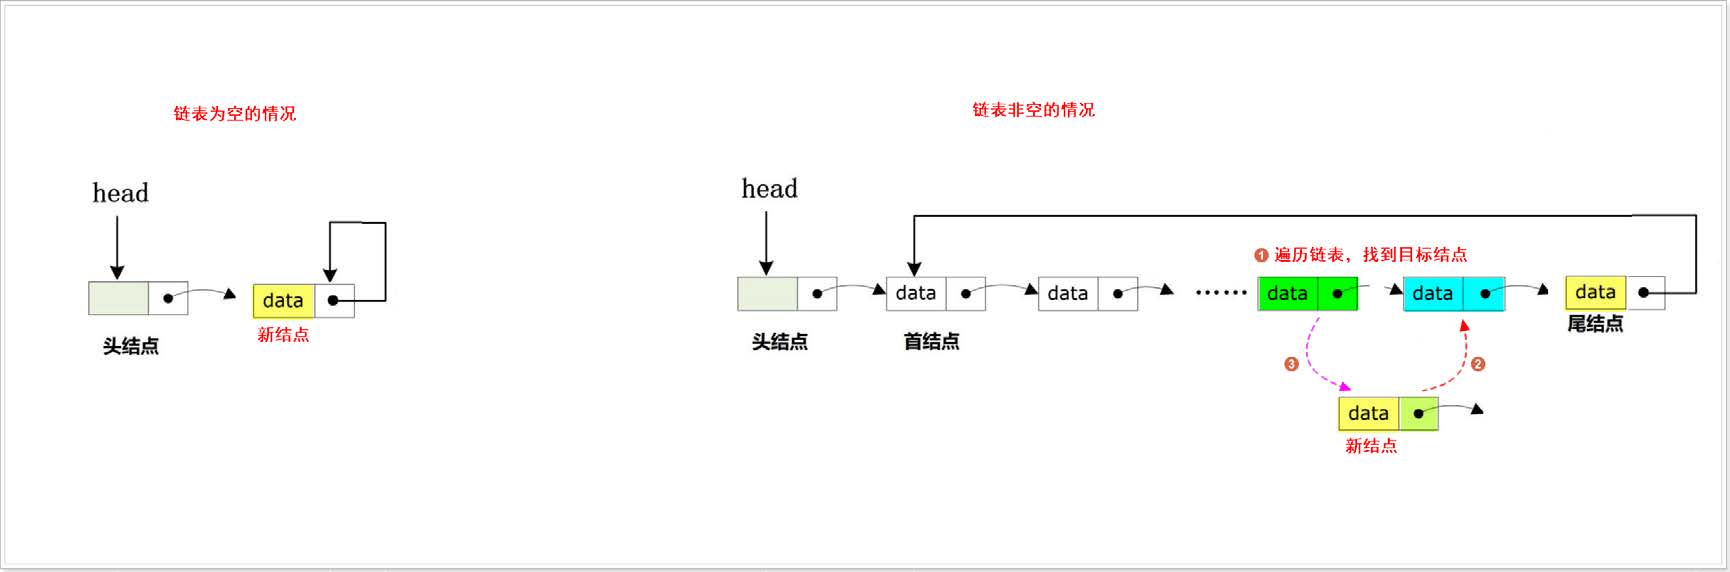 链表为空的情况
head
data
头结点
新结点
链表非空的情况
head
❶ 遍历链表，找到目标结点
data
data
······
data
data
data
头结点
首结点
尾结点
❸
❷
data
新结点